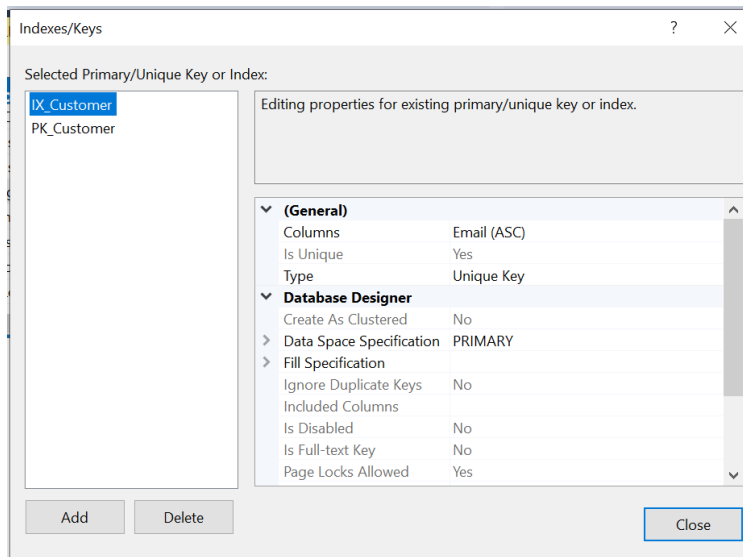 Indexes/Keys
?
Selected Primary/Unique Key or Index:
IX_Customer
PK_Customer
Editing properties for existing primary/unique key or index.
(General)
Columns Email (ASC)
Is Unique Yes
Type Unique Key
Database Designer
Create As Clustered No
Data Space Specification PRIMARY
Fill Specification
Ignore Duplicate Keys No
Included Columns
Is Disabled No
Is Full-text Key No
Page Locks Allowed Yes
Add Delete
Close